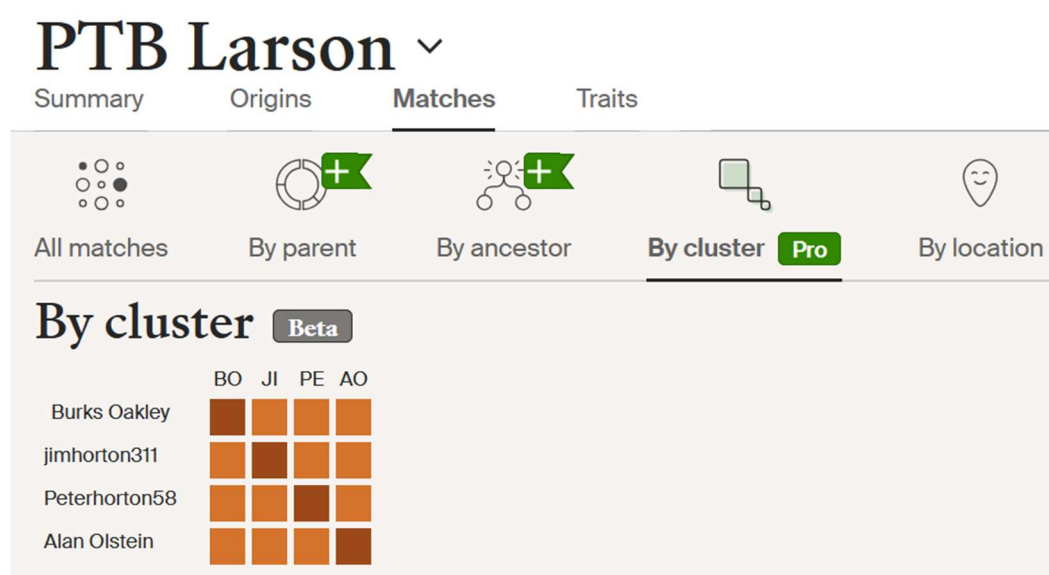 PTB Larson
Summary Origins Matches Traits
All matches By parent By ancestor By cluster Pro By location
By cluster Beta
BO JI PE AO
Burks Oakley
jimhorton311
Peterhorton58
Alan Olstein